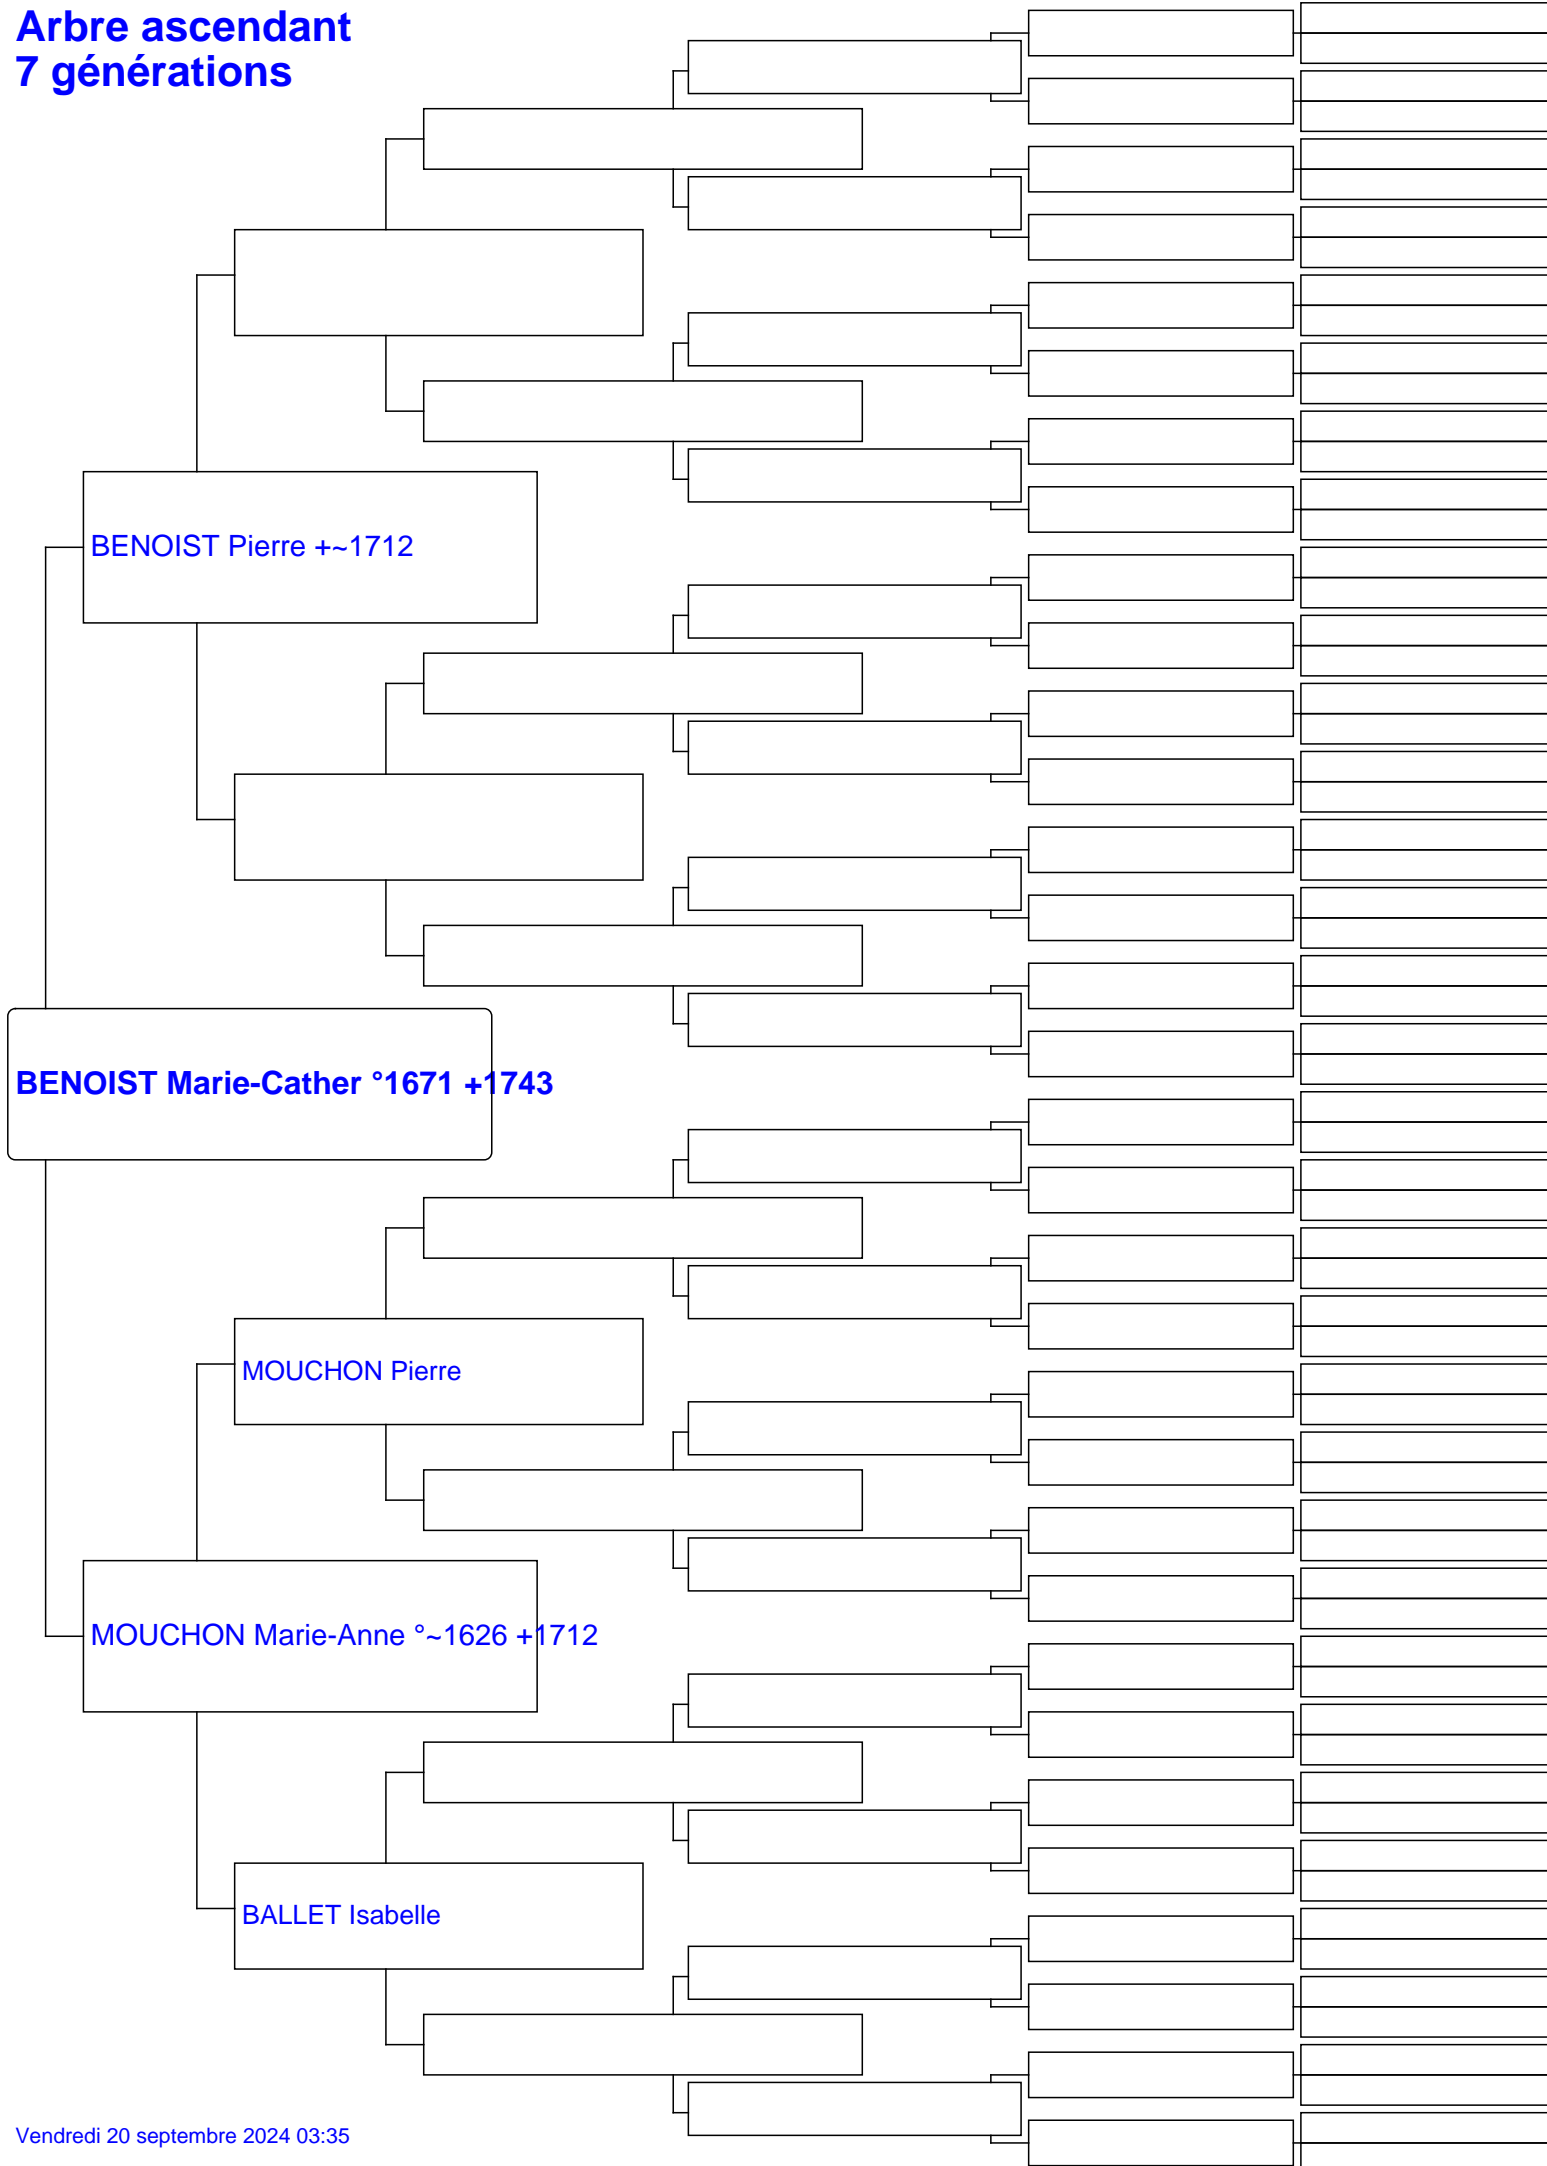 Arbre ascendant
7 générations
BENOIST Pierre +~1712
BENOIST Marie-Cather °1671 +1743
MOUCHON Pierre
MOUCHON Marie-Anne °~1626 +1712
BALLET Isabelle
Vendredi 20 septembre 2024 03:35